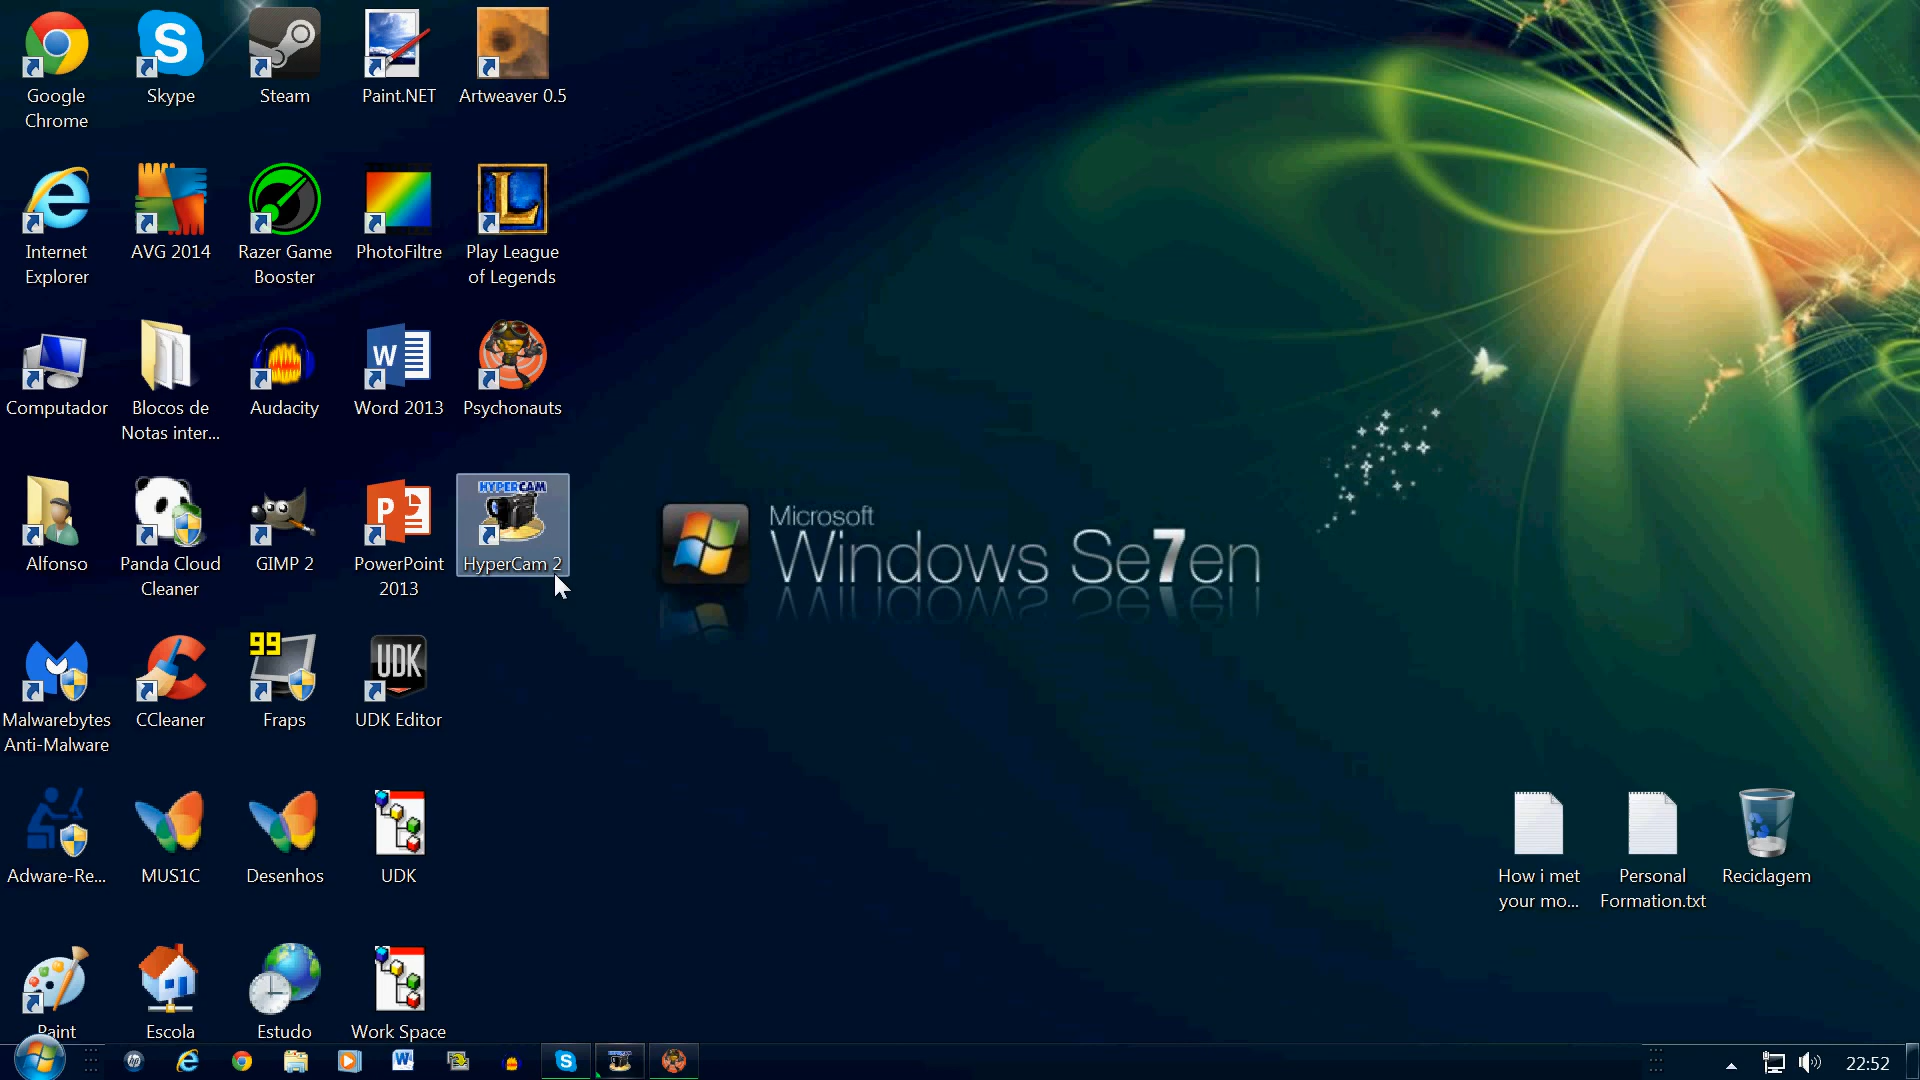 Google
Chrome
Skype
Steam
Paint.NET
Artweaver 0.5
Internet
Explorer
AVG 2014
Razer Game
Booster
PhotoFiltre
Play League
of Legends
Computador
Blocos de
Notas inter...
Audacity
Word 2013
Psychonauts
Alfonso
Panda Cloud
Cleaner
GIMP 2
PowerPoint
2013
HYPERCAM
HyperCam 2
Microsoft
Windows Se7en
Malwarebytes
Anti-Malware
CCleaner
99
Fraps
UDK
UDK Editor
Adware-Re...
MUS1C
Desenhos
UDK
How i met
your mo...
Personal
Formation.txt
Reciclagem
Paint
Escola
Estudo
Work Space
22:52